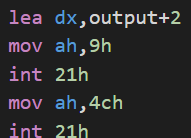 lea dx,output+2
mov ah,9h
int 21h
mov ah,4ch
int 21h